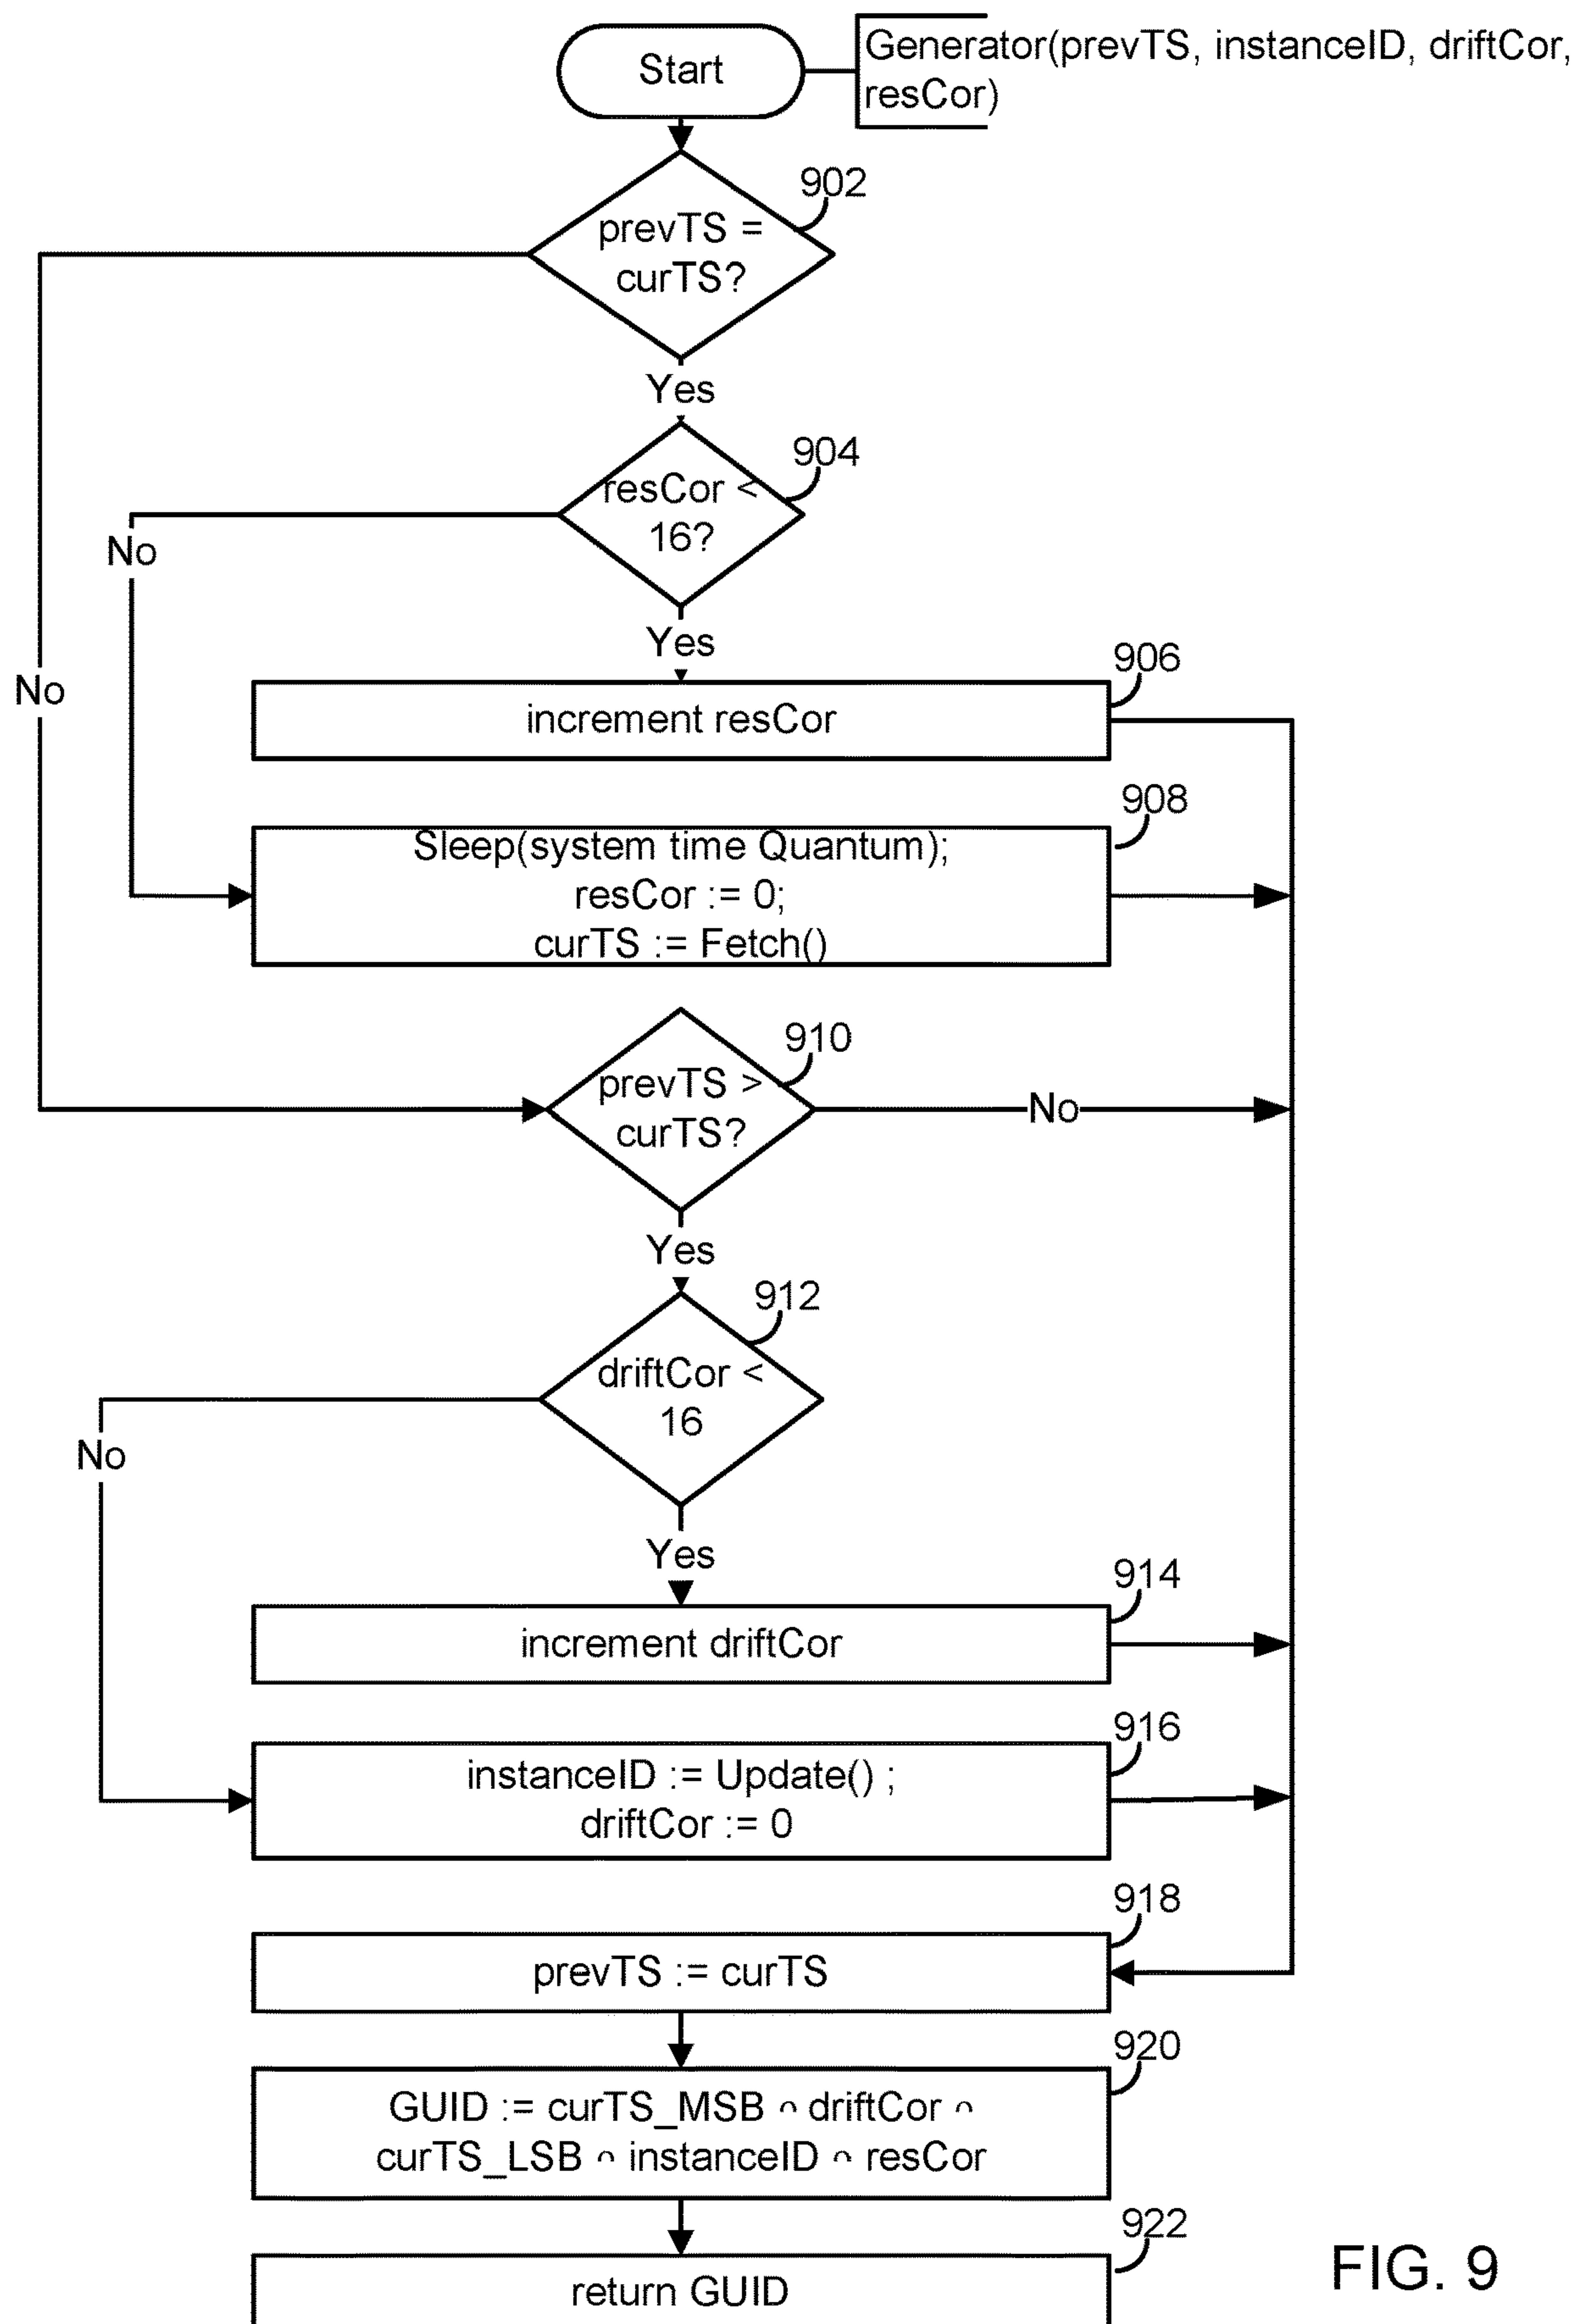 Start
Generator(prevTS, instanceID, driftCor,
resCor)
902
prevTS =
curTS?
Yes
904
resCor <
16?
No
Yes
906
No
increment resCor
908
Sleep(system time Quantum);
resCor := 0;
curTS := Fetch()
910
prevTS >
curTS?
No
Yes
912
driftCor <
16
No
Yes
914
increment driftCor
916
instanceID := Update() ;
driftCor := 0
918
prevTS := curTS
920
GUID := curTS_MSB ∩ driftCor ∩
curTS_LSB ∩ instanceID ∩ resCor
922
return GUID
FIG. 9